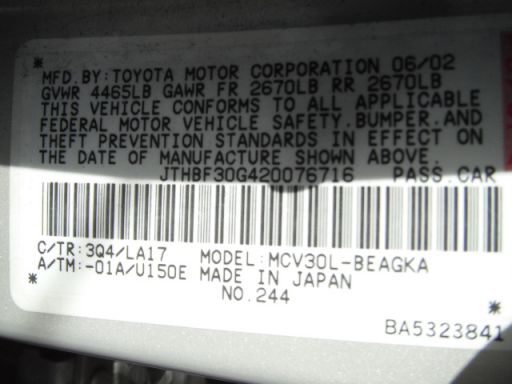 MFD.BY:TOYOTA MOTOR CORPORATION 06/02
GVWR 4465LB GAWR FR 2670LB RR 2670LB
THIS VEHICLE CONFORMS TO ALL APPLICABLE
FEDERAL MOTOR VEHICLE SAFETY.BUMPER.AND
THEFT PREVENTION STANDARDS IN EFFECT ON
THE DATE OF MANUFACTURE SHOWN ABOVE.
JTHBF30G420076716 PASS.CAR
C/TR:3Q4/LA17 MODEL:MCV30L-BEAGKA
A/TM:-01A/U150E MADE IN JAPAN
NO.244
BA5323841